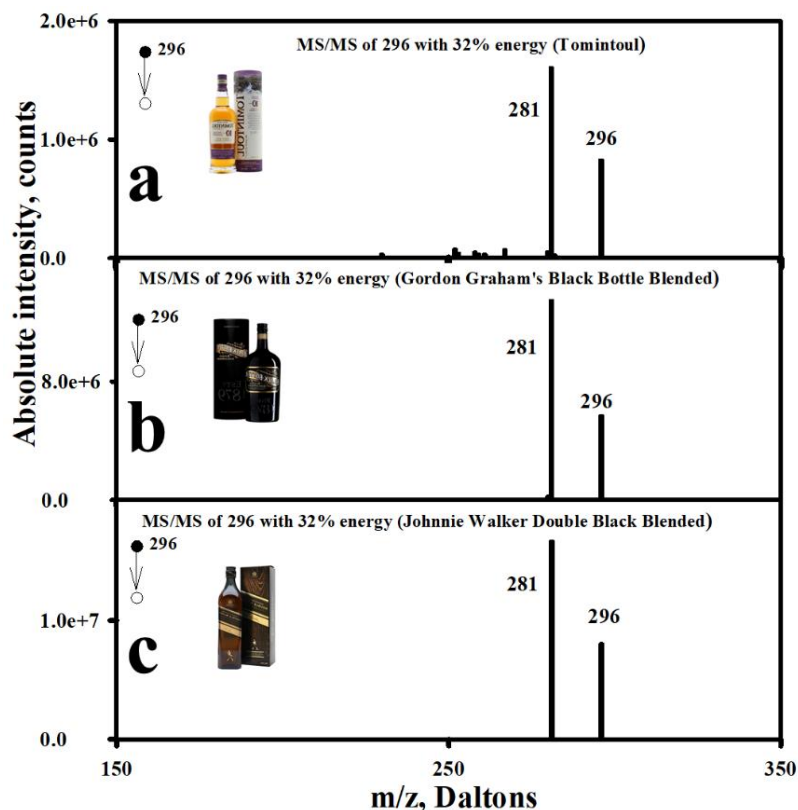 2.0e+6
MS/MS of 296 with 32% energy (Tomintoul)
296
281
296
1.0e+6
a
0.0
MS/MS of 296 with 32% energy (Gordon Graham's Black Bottle Blended)
296
281
8.0e+6
296
b
0.0
MS/MS of 296 with 32% energy (Johnnie Walker Double Black Blended)
296
281
296
1.0e+7
c
0.0
150
250
350
m/z, Daltons
Absolute intensity, counts
TOMINTOUL